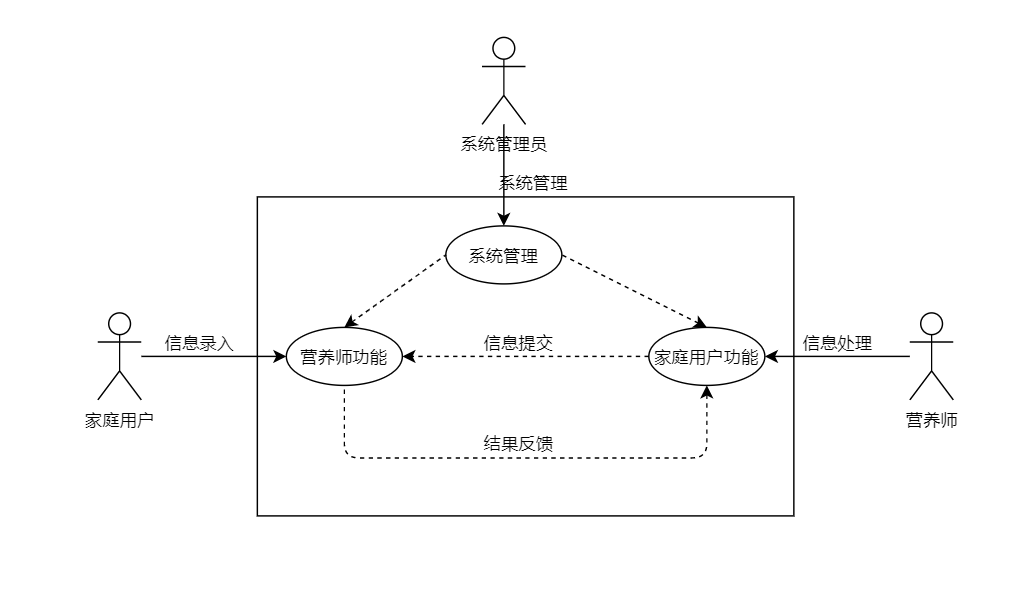 系统管理员
系统管理
系统管理
信息录入
营养师功能
信息提交
家庭用户功能
信息处理
家庭用户
营养师
结果反馈